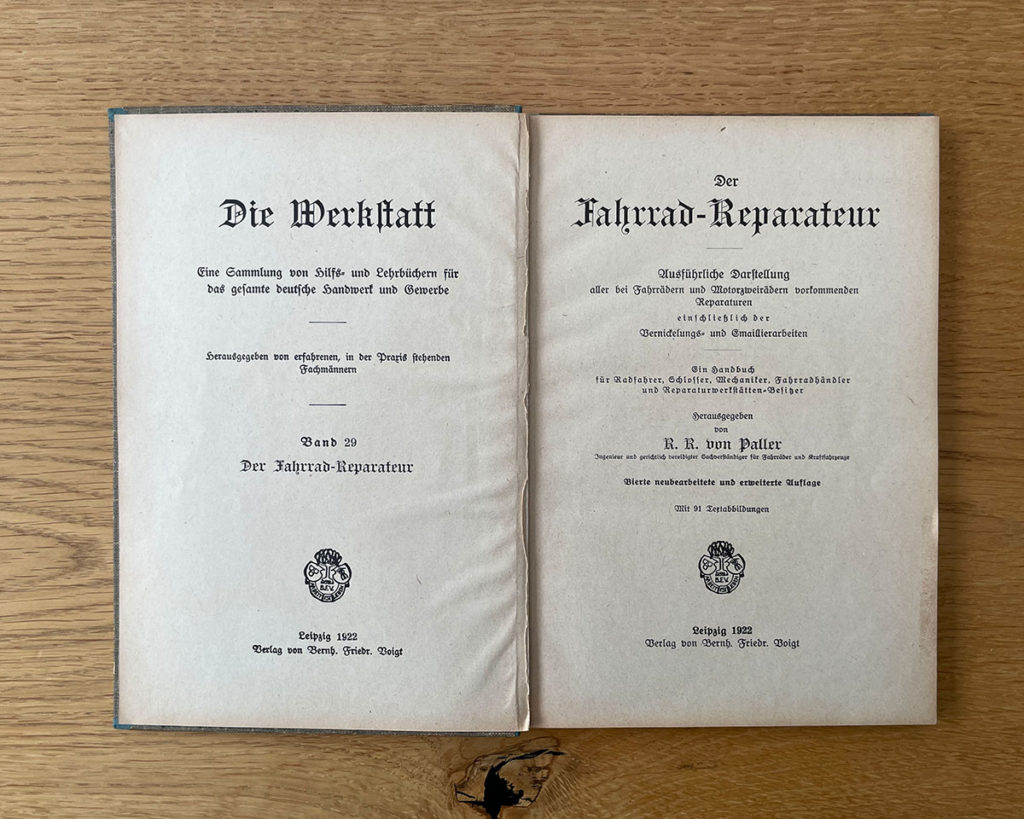 Die Werkstatt
Eine Sammlung von Hilfs- und Lehrbüchern für
das gesamte deutsche Handwerk und Gewerbe
Herausgegeben von erfahrenen, in der Praxis stehenden
Fachmännern
Band 29
Der Fahrrad-Reparateur
B.F.V.
Leipzig 1922
Verlag von Bernh. Friedr. Voigt
Der
Fahrrad-Reparateur
Ausführliche Darstellung
aller bei Fahrrädern und Motorzweirädern vorkommenden
Reparaturen
einschließlich der
Vernickelungs- und Emaillierarbeiten
Ein Handbuch
für Radfahrer, Schlosser, Mechaniker, Fahrradhändler
und Reparaturwerkstätten-Besitzer
Herausgegeben
von
R. R. von Paller
Ingenieur und gerichtlich vereidigter Sachverständiger für Fahrräder und Kraftfahrzeuge
Vierte neubearbeitete und erweiterte Auflage
Mit 91 Textabbildungen
B.F.V.
Leipzig 1922
Verlag von Bernh. Friedr. Voigt